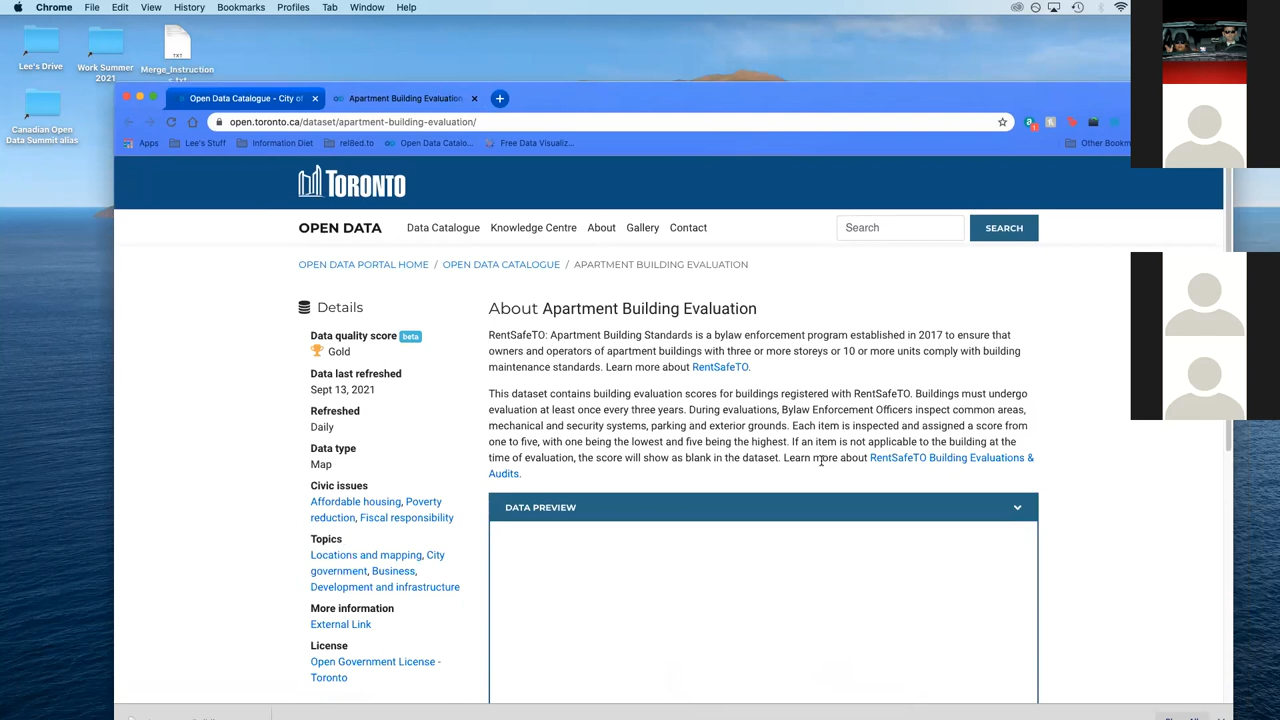 Chrome File Edit View History Bookmarks Profiles Tab Window Help
Lee's Drive
Work Summer
2021
TXT
Merge_Instruction
s.txt
Canadian Open
Data Summit alias
Open Data Catalogue - City of
Apartment Building Evaluation
open.toronto.ca/dataset/apartment-building-evaluation/
Apps Lee's Stuff Information Diet rel8ed.to Open Data Catalo... Free Data Visualiz... Other Bookm
TORONTO
OPEN DATA Data Catalogue Knowledge Centre About Gallery Contact Search SEARCH
OPEN DATA PORTAL HOME / OPEN DATA CATALOGUE / APARTMENT BUILDING EVALUATION
Details
Data quality score beta
Gold
Data last refreshed
Sept 13, 2021
Refreshed
Daily
Data type
Map
Civic issues
Affordable housing, Poverty
reduction, Fiscal responsibility
Topics
Locations and mapping, City
government, Business,
Development and infrastructure
More information
External Link
License
Open Government License -
Toronto
About Apartment Building Evaluation
RentSafeTO: Apartment Building Standards is a bylaw enforcement program established in 2017 to ensure that
owners and operators of apartment buildings with three or more storeys or 10 or more units comply with building
maintenance standards. Learn more about RentSafeTO.
This dataset contains building evaluation scores for buildings registered with RentSafeTO. Buildings must undergo
evaluation at least once every three years. During evaluations, Bylaw Enforcement Officers inspect common areas,
mechanical and security systems, parking and exterior grounds. Each item is inspected and assigned a score from
one to five, with one being the lowest and five being the highest. If an item is not applicable to the building at the
time of evaluation, the score will show as blank in the dataset. Learn more about RentSafeTO Building Evaluations &
Audits.
DATA PREVIEW